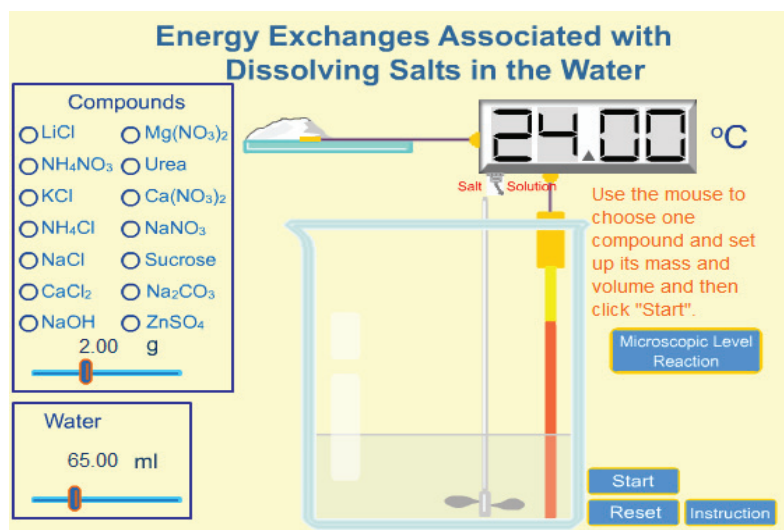 Energy Exchanges Associated with
Dissolving Salts in the Water
Compounds
LiCl
Mg(NO₃)₂
NH₄NO₃
Urea
KCl
Ca(NO₃)₂
NH₄Cl
NaNO₃
NaCl
Sucrose
CaCl₂
Na₂CO₃
NaOH
ZnSO₄
2.00 g
Water
65.00 ml
24.00 ºC
Salt Solution
Use the mouse to
choose one
compound and set
up its mass and
volume and then
click "Start".
Microscopic Level
Reaction
Start
Reset
Instruction